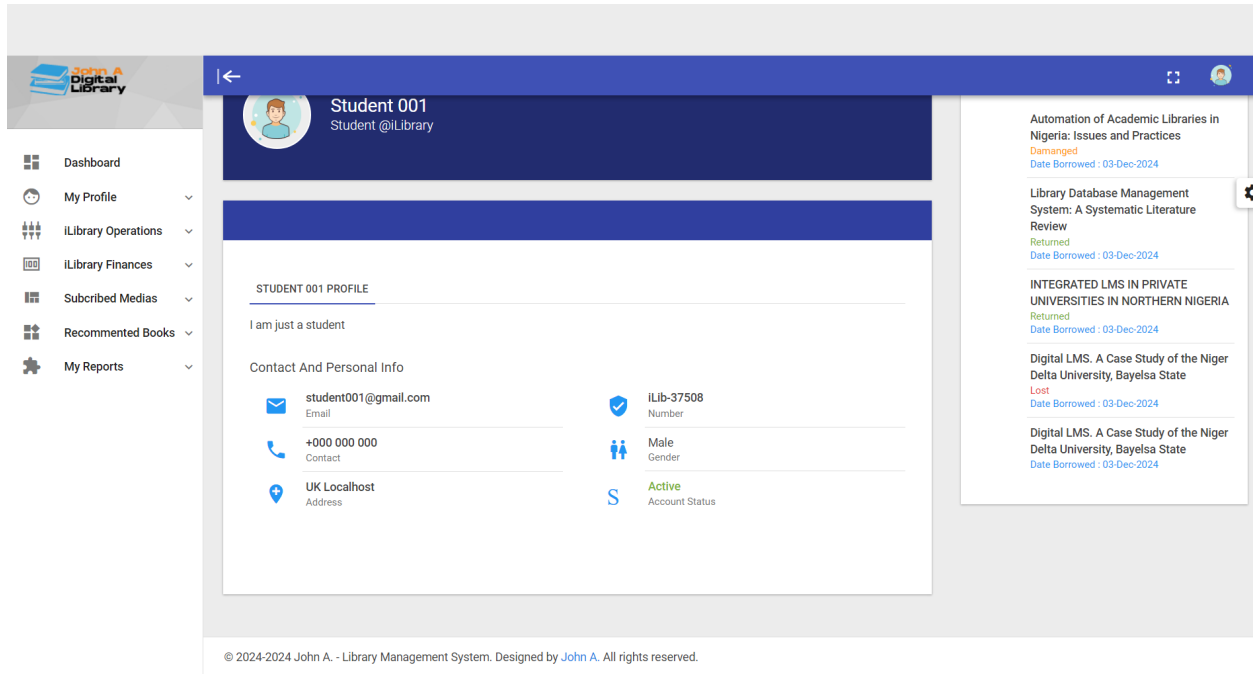 John A
Digital
Library
Dashboard
My Profile
iLibrary Operations
iLibrary Finances
Subcribed Medias
Recommended Books
My Reports
Student 001
Student @iLibrary
STUDENT 001 PROFILE
I am just a student
Contact And Personal Info
student001@gmail.com
Email
iLib-37508
Number
+000 000 000
Contact
Male
Gender
UK Localhost
Address
S
Active
Account Status
Automation of Academic Libraries in
Nigeria: Issues and Practices
Damanged
Date Borrowed : 03-Dec-2024
Library Database Management
System: A Systematic Literature
Review
Returned
Date Borrowed : 03-Dec-2024
INTEGRATED LMS IN PRIVATE
UNIVERSITIES IN NORTHERN NIGERIA
Returned
Date Borrowed : 03-Dec-2024
Digital LMS. A Case Study of the Niger
Delta University, Bayelsa State
Lost
Date Borrowed : 03-Dec-2024
Digital LMS. A Case Study of the Niger
Delta University, Bayelsa State
Date Borrowed : 03-Dec-2024
© 2024-2024 John A. - Library Management System. Designed by John A. All rights reserved.